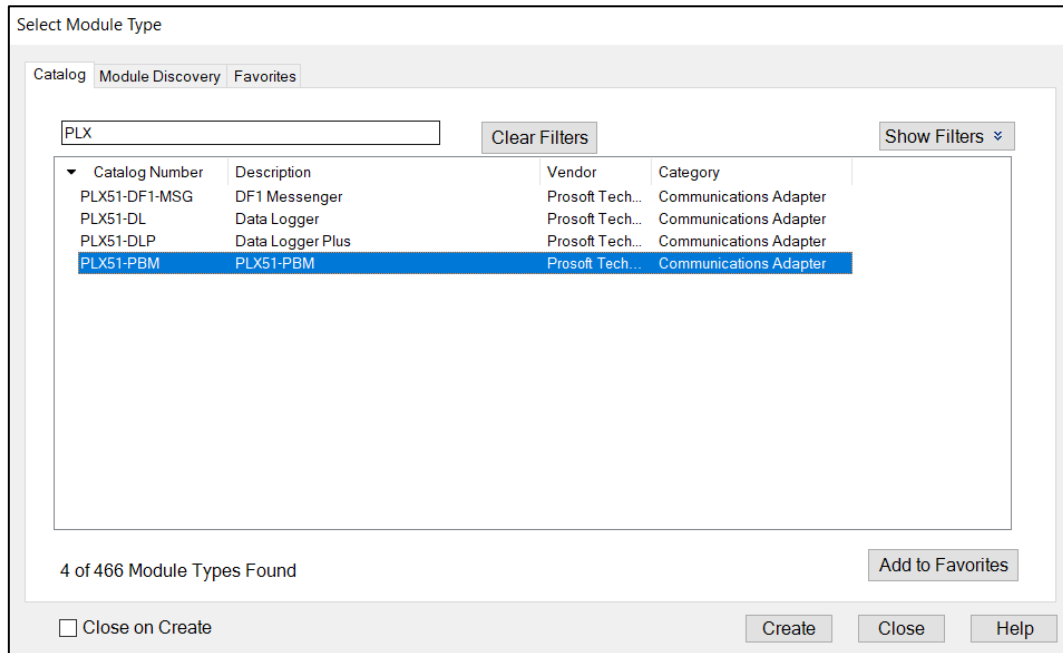 Select Module Type
Catalog Module Discovery Favorites
PLX Clear Filters Show Filters
Catalog Number Description Vendor Category
PLX51-DF1-MSG DF1 Messenger Prosoft Tech... Communications Adapter
PLX51-DL Data Logger Prosoft Tech... Communications Adapter
PLX51-DLP Data Logger Plus Prosoft Tech... Communications Adapter
PLX51-PBM PLX51-PBM Prosoft Tech... Communications Adapter
4 of 466 Module Types Found Add to Favorites
Close on Create Create Close Help